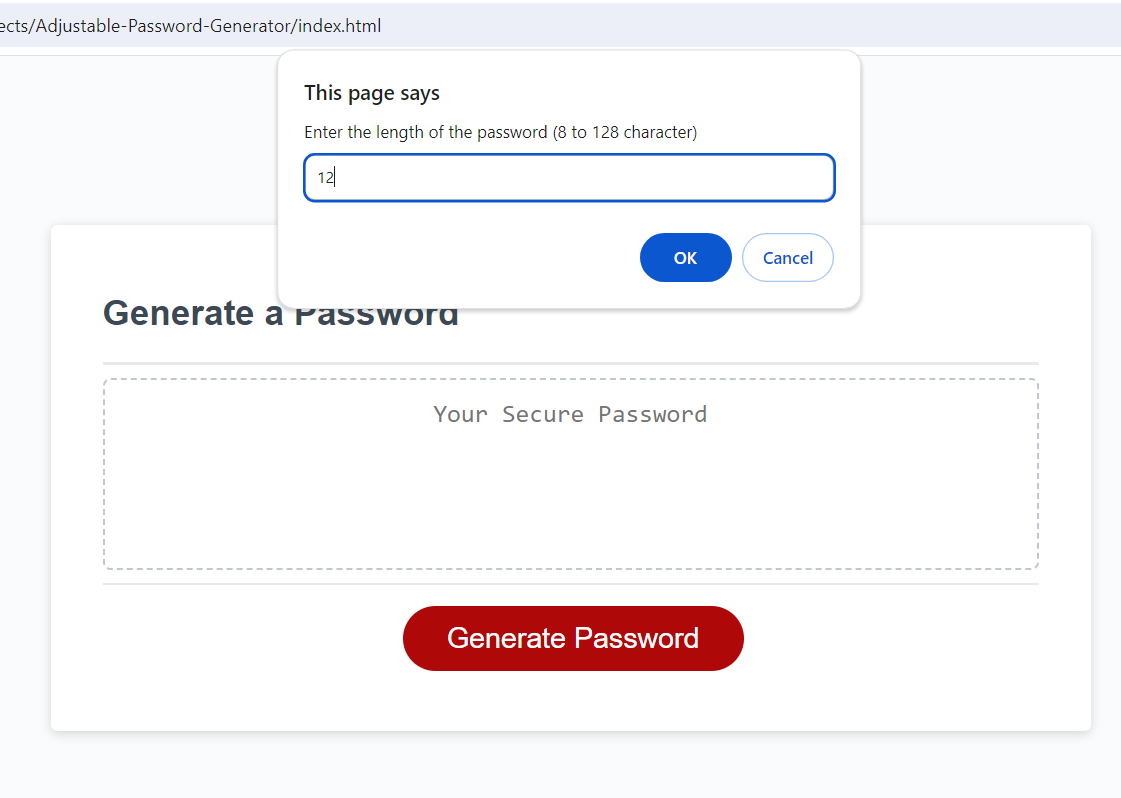 ects/Adjustable-Password-Generator/index.html
This page says
Enter the length of the password (8 to 128 character)
12
OK
Cancel
Generate a Password
Your Secure Password
Generate Password